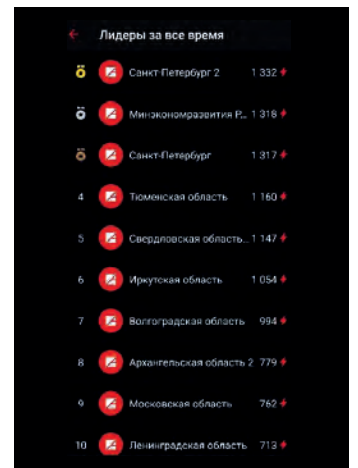 Лидеры за все время
Санкт-Петербург 2 1 332
Минэкономразвития Р... 1 318
Санкт-Петербург 1 317
4 Тюменская область 1 160
5 Свердловская область... 1 147
6 Иркутская область 1 054
7 Волгоградская область 994
8 Архангельская область 2 779
9 Московская область 762
10 Ленинградская область 713